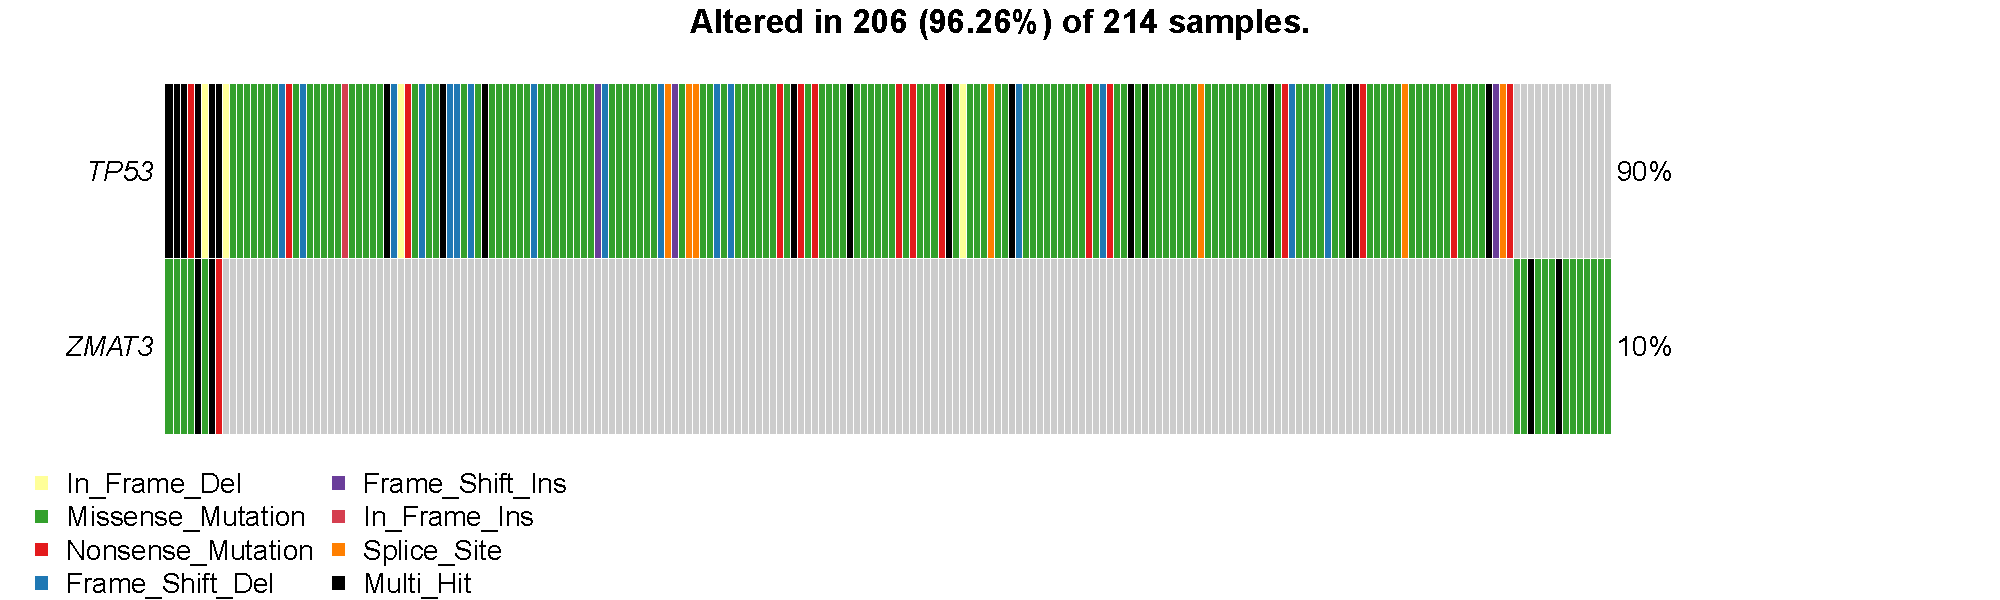 Altered in 206 (96.26%) of 214 samples.
TP53 90%
ZMAT3 10%
In_Frame_Del Frame_Shift_Ins
Missense_Mutation In_Frame_Ins
Nonsense_Mutation Splice_Site
Frame_Shift_Del Multi_Hit